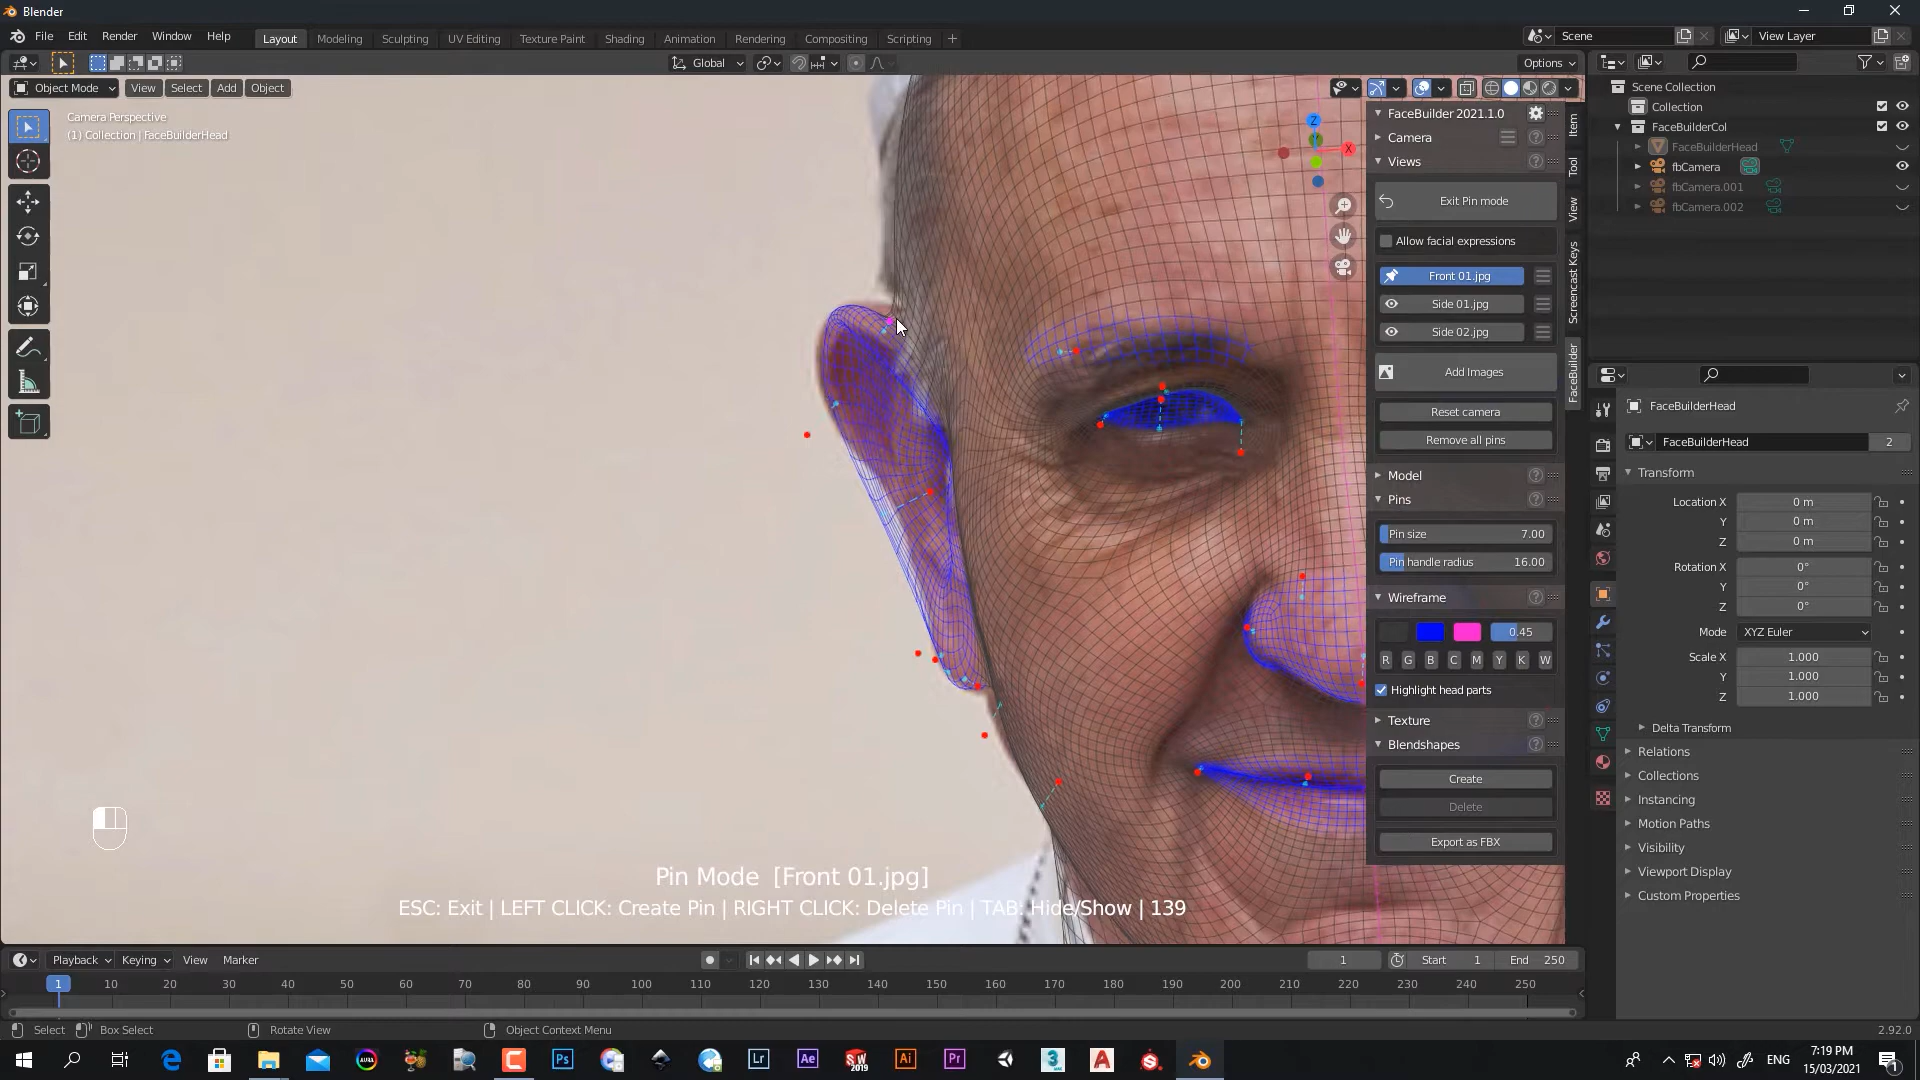 Blender
File Edit Render Window Help
Layout Modeling Sculpting UV Editing Texture Paint Shading Animation Rendering Compositing Scripting +
Scene View Layer
Global Options
Object Mode View Select Add Object
Camera Perspective
(1) Collection | FaceBuilderHead
FaceBuilder 2021.1.0
Camera
Views
Exit Pin mode
Allow facial expressions
Front 01.jpg
Side 01.jpg
Side 02.jpg
Add Images
Reset camera
Remove all pins
Model
Pins
Pin size 7.00
Pin handle radius 16.00
Wireframe
0.45
R G B C M Y K W
Highlight head parts
Texture
Blendshapes
Create
Delete
Export as FBX
Item
Tool
View
Screencast Keys
FaceBuilder
Z
X
Scene Collection
Collection
FaceBuilderCol
FaceBuilderHead
fbCamera
fbCamera.001
fbCamera.002
FaceBuilderHead
FaceBuilderHead 2
Transform
Location X 0 m
Y 0 m
Z 0 m
Rotation X 0°
Y 0°
Z 0°
Mode XYZ Euler
Scale X 1.000
Y 1.000
Z 1.000
Delta Transform
Relations
Collections
Instancing
Motion Paths
Visibility
Viewport Display
Custom Properties
Pin Mode [Front 01.jpg]
ESC: Exit | LEFT CLICK: Create Pin | RIGHT CLICK: Delete Pin | TAB: Hide/Show | 139
Playback Keying View Marker
1 Start 1 End 250
1 10 20 30 40 50 60 70 80 90 100 110 120 130 140 150 160 170 180 190 200 210 220 230 240 250
Select Box Select Rotate View Object Context Menu
2.92.0
AURA Ps Lr Ae SW 2019 Ai Pr 3 A S
ENG
7:19 PM
15/03/2021
1